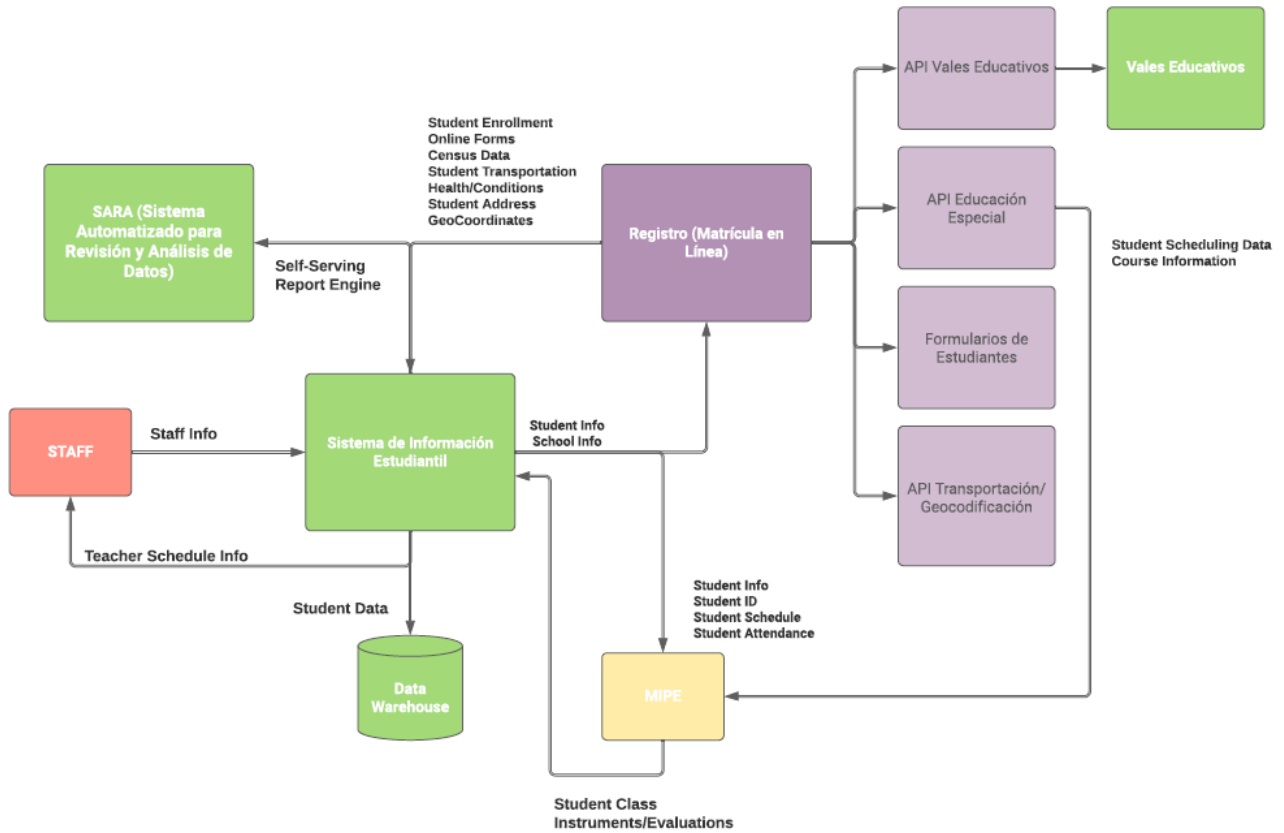 API Vales Educativos
Vales Educativos
Student Enrollment
Online Forms
Census Data
Student Transportation
Health/Conditions
Student Address
GeoCoordinates
SARA (Sistema
Automatizado para
Revisión y Análisis de
Datos)
Registro (Matrícula en
Línea)
API Educación
Especial
Student Scheduling Data
Course Information
Self-Serving
Report Engine
Formularios de
Estudiantes
STAFF
Staff Info
Sistema de Información
Estudiantil
Student Info
School Info
API Transportación/
Geocodificación
Teacher Schedule Info
Student Data
Student Info
Student ID
Student Schedule
Student Attendance
Data
Warehouse
MIPE
Student Class
Instruments/Evaluations